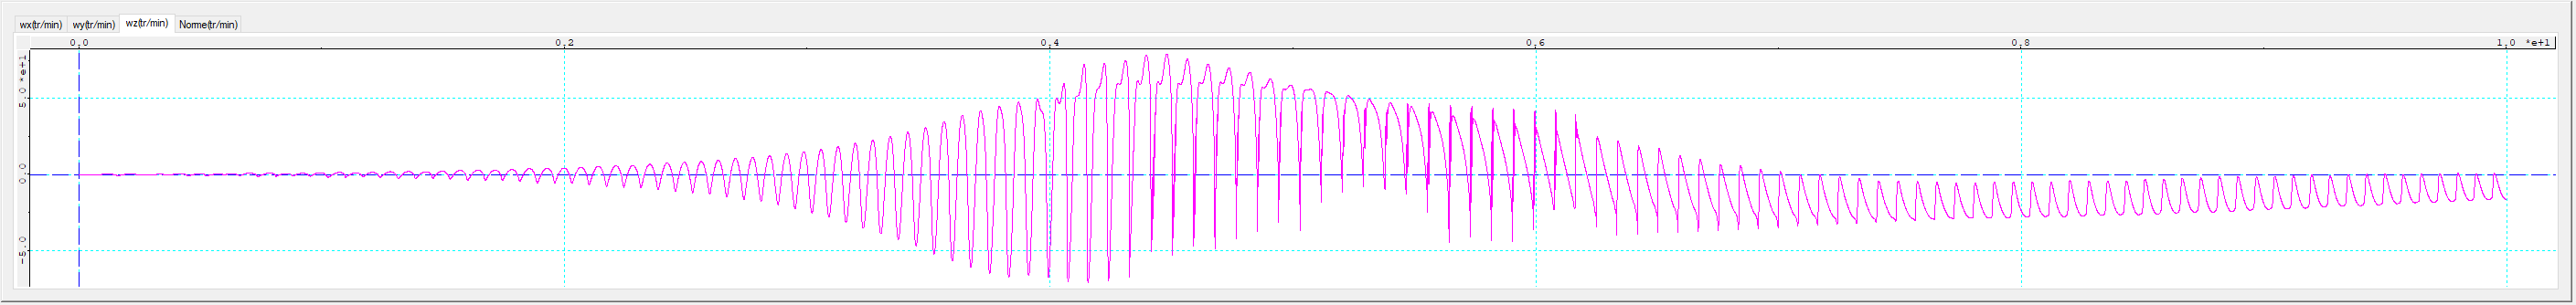 wx(tr/min) wy(tr/min) wz(tr/min) Norme(tr/min)
0.0 0.2 0.4 0.6 0.8 1.0 *e+1
5.0*e+1
0.0
-5.0